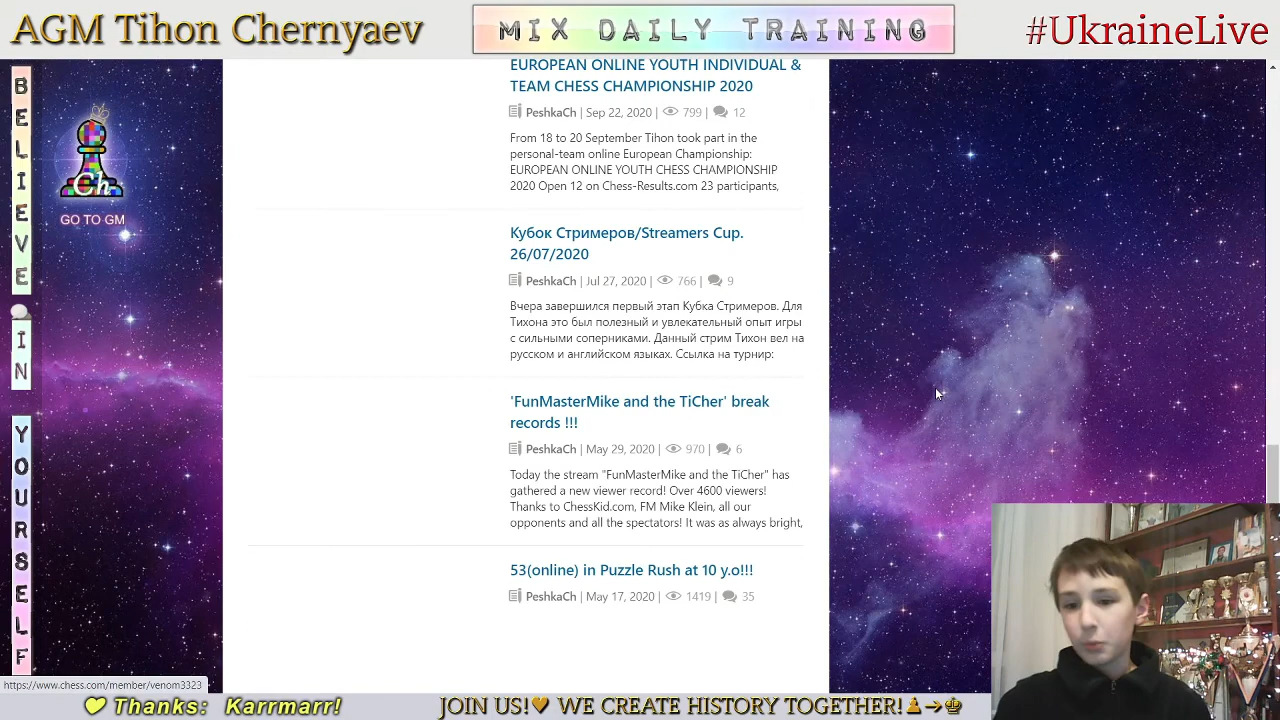 AGM Tihon Chernyaev
MIX DAILY TRAINING
#UkraineLive
BELIEVE
IN
YOURSELF
Ch
GO TO GM
EUROPEAN ONLINE YOUTH INDIVIDUAL &
TEAM CHESS CHAMPIONSHIP 2020
PeshkaCh | Sep 22, 2020 | 799 | 12
From 18 to 20 September Tihon took part in the
personal-team online European Championship:
EUROPEAN ONLINE YOUTH CHESS CHAMPIONSHIP
2020 Open 12 on Chess-Results.com 23 participants,
Кубок Стримеров/Streamers Cup.
26/07/2020
PeshkaCh | Jul 27, 2020 | 766 | 9
Вчера завершился первый этап Кубка Стримеров. Для
Тихона это был полезный и увлекательный опыт игры
с сильными соперниками. Данный стрим Тихон вел на
русском и английском языках. Ссылка на турнир:
'FunMasterMike and the TiCher' break
records !!!
PeshkaCh | May 29, 2020 | 970 | 6
Today the stream "FunMasterMike and the TiCher" has
gathered a new viewer record! Over 4600 viewers!
Thanks to ChessKid.com, FM Mike Klein, all our
opponents and all the spectators! It was as always bright,
53(online) in Puzzle Rush at 10 y.o!!!
PeshkaCh | May 17, 2020 | 1419 | 35
https://www.chess.com/member/venom3323
Thanks: Karrmarr!
JOIN US! WE CREATE HISTORY TOGETHER!